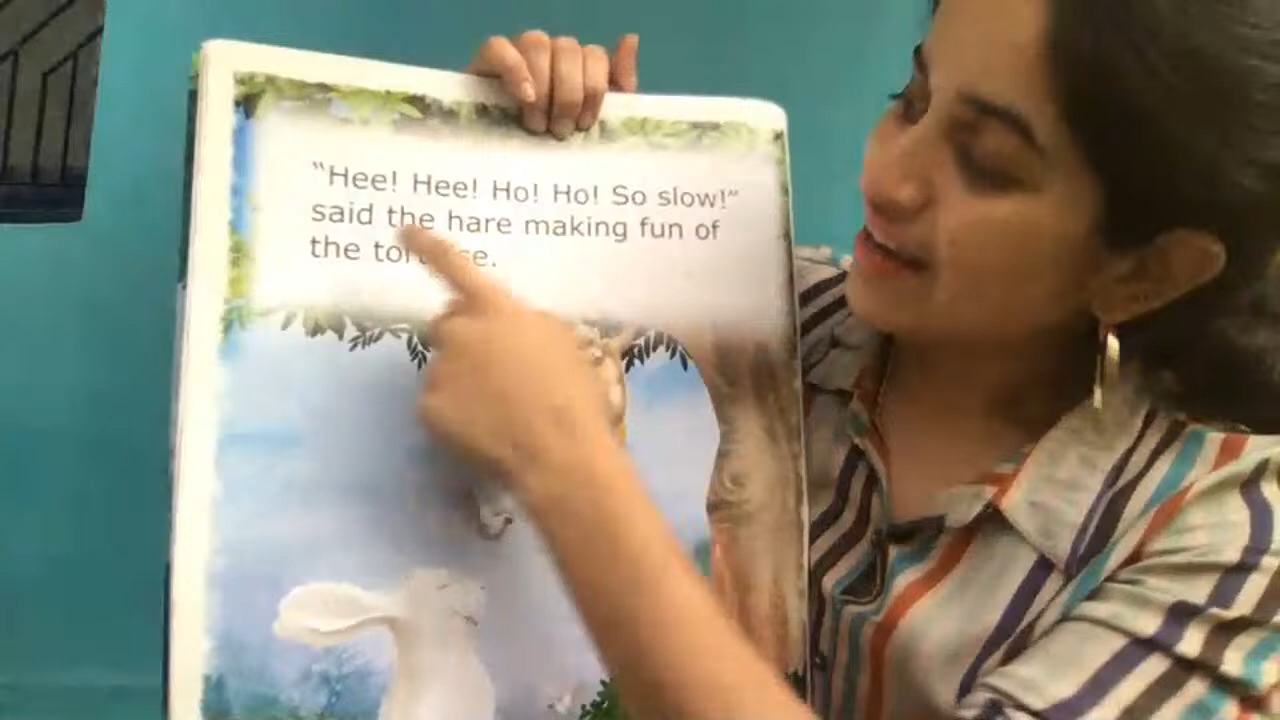 “Hee! Hee! Ho! Ho! So slow!”
said the hare making fun of
the